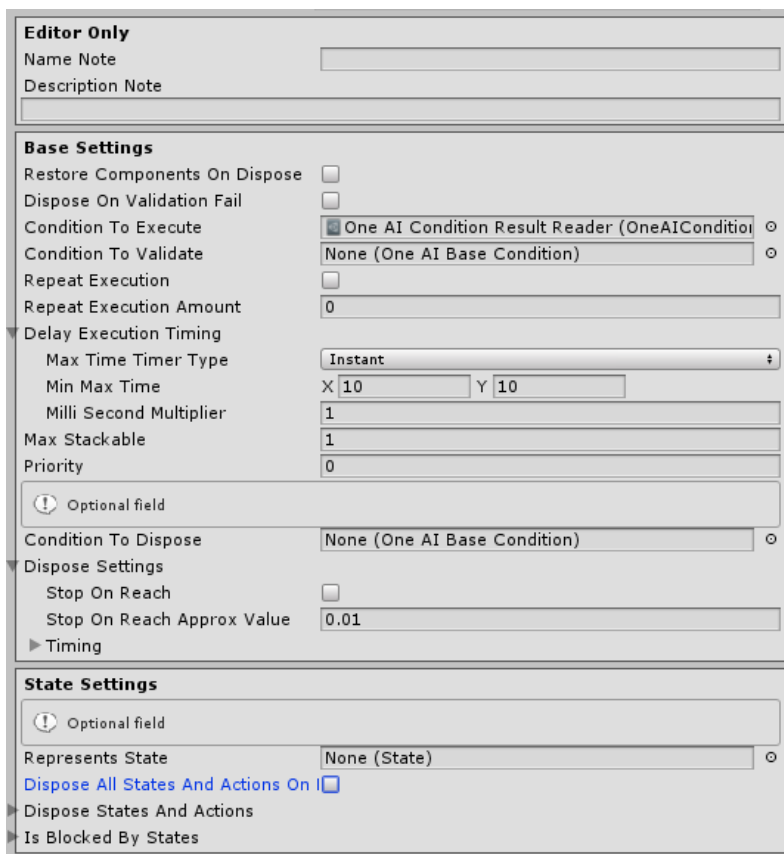 Editor Only
Name Note
Description Note
Base Settings
Restore Components On Dispose
Dispose On Validation Fail
Condition To Execute One AI Condition Result Reader (OneAICondition
Condition To Validate None (One AI Base Condition)
Repeat Execution
Repeat Execution Amount 0
Delay Execution Timing
Max Time Timer Type Instant
Min Max Time X 10 Y 10
Milli Second Multiplier 1
Max Stackable 1
Priority 0
Optional field
Condition To Dispose None (One AI Base Condition)
Dispose Settings
Stop On Reach
Stop On Reach Approx Value 0.01
Timing
State Settings
Optional field
Represents State None (State)
Dispose All States And Actions On
Dispose States And Actions
Is Blocked By States